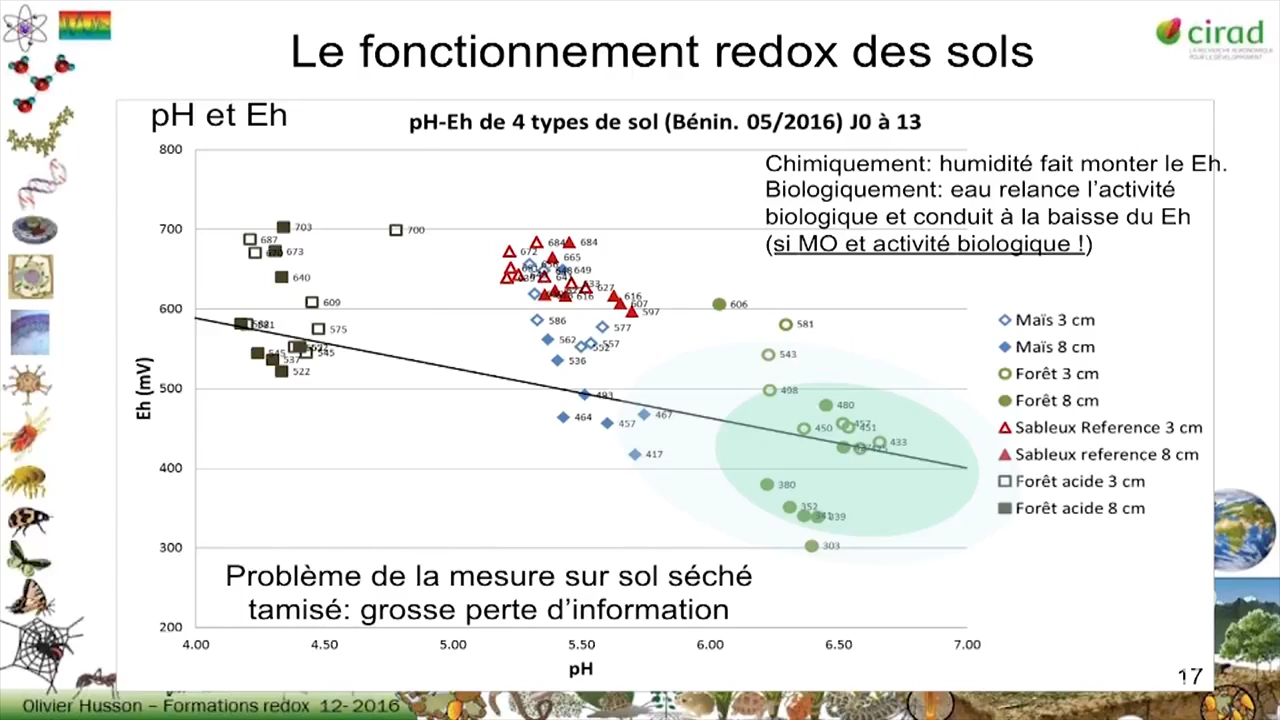 Le fonctionnement redox des sols
cirad
LA RECHERCHE AGRONOMIQUE
POUR LE DÉVELOPPEMENT
pH et Eh
pH-Eh de 4 types de sol (Bénin. 05/2016) J0 à 13
Chimiquement: humidité fait monter le Eh.
Biologiquement: eau relance l’activité
biologique et conduit à la baisse du Eh
(si MO et activité biologique !)
800
700
600
500
400
300
200
Eh (mV)
703
700
687
673
640
609
575
545
537
522
684
684
672
665
649
627
616
616
607
597
586
577
557
552
562
536
493
464
457
467
417
606
581
543
498
480
450
451
433
380
352
341
339
303
Maïs 3 cm
Maïs 8 cm
Forêt 3 cm
Forêt 8 cm
Sableux Reference 3 cm
Sableux reference 8 cm
Forêt acide 3 cm
Forêt acide 8 cm
Problème de la mesure sur sol séché
tamisé: grosse perte d’information
4.00 4.50 5.00 5.50 6.00 6.50 7.00
pH
17
Olivier Husson – Formations redox 12- 2016